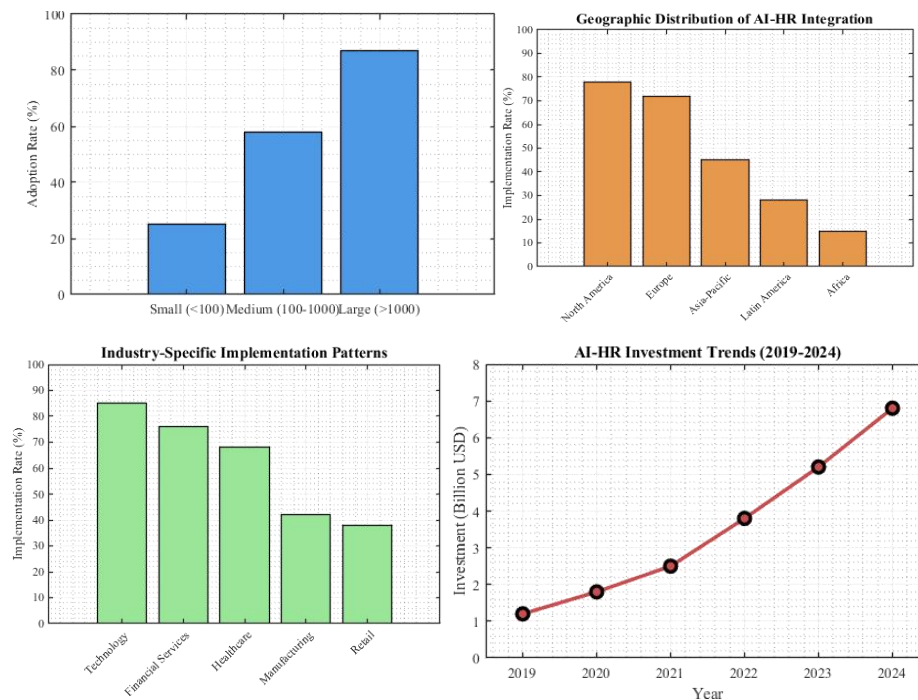 100
80
60
40
20
0
Adoption Rate (%)
Small (<100) Medium (100-1000) Large (>1000)
Geographic Distribution of AI-HR Integration
100
90
80
70
60
50
40
30
20
10
0
Implementation Rate (%)
North America
Europe
Asia-Pacific
Latin America
Africa
Industry-Specific Implementation Patterns
100
90
80
70
60
50
40
30
20
10
0
Implementation Rate (%)
Technology
Financial Services
Healthcare
Manufacturing
Retail
AI-HR Investment Trends (2019-2024)
8
7
6
5
4
3
2
1
0
Investment (Billion USD)
2019 2020 2021 2022 2023 2024
Year